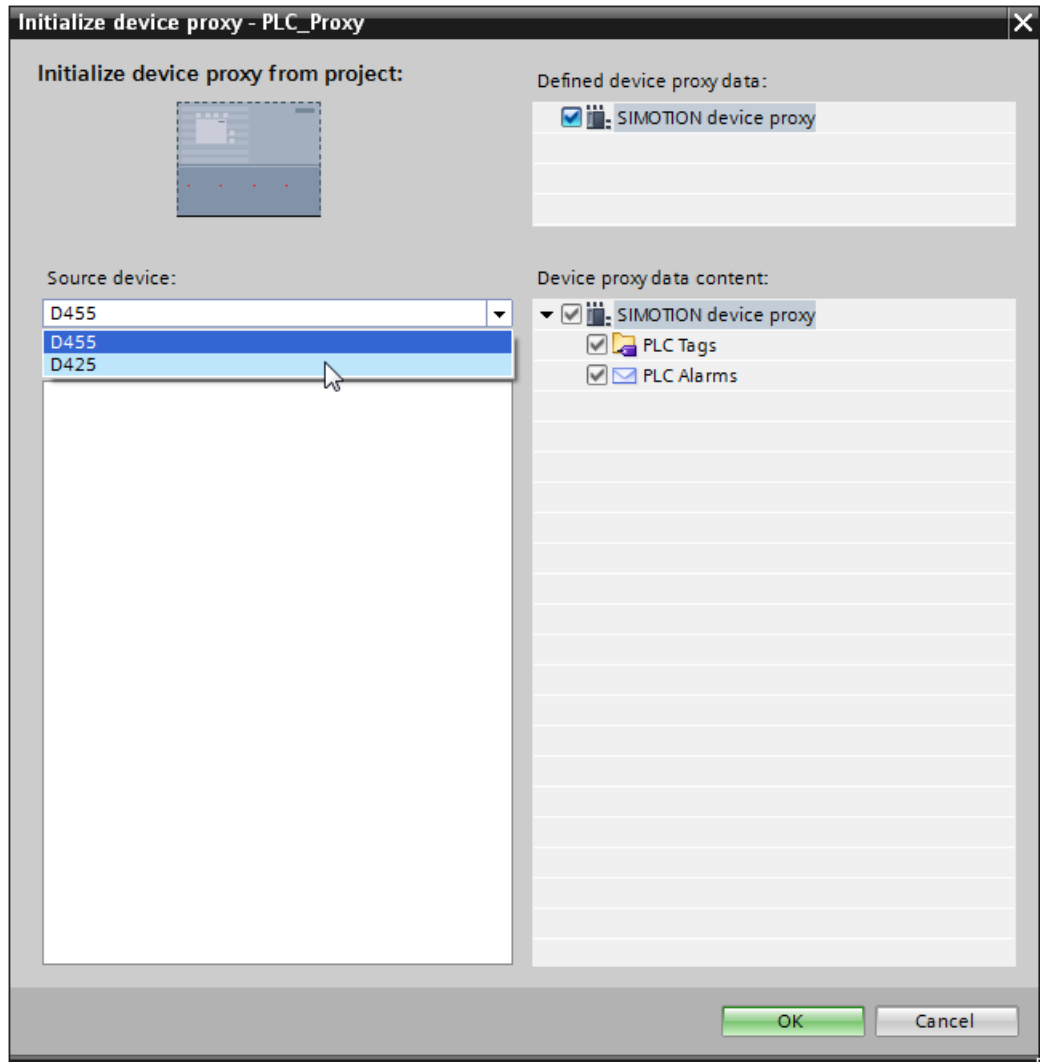 Initialize device proxy - PLC_Proxy
Initialize device proxy from project:
Defined device proxy data:
SIMOTION device proxy
Source device:
D455
D455
D425
Device proxy data content:
SIMOTION device proxy
PLC Tags
PLC Alarms
OK
Cancel